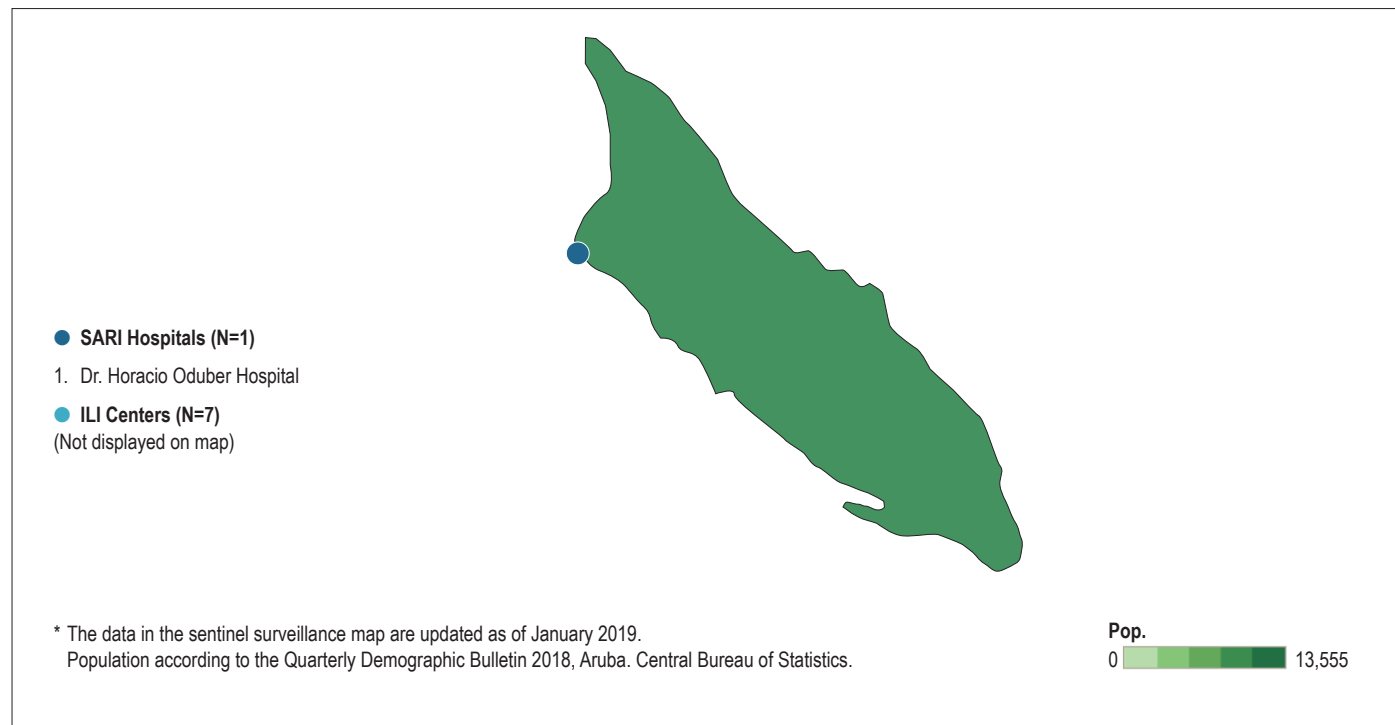 SARI Hospitals (N=1)
1. Dr. Horacio Oduber Hospital
ILI Centers (N=7)
(Not displayed on map)
* The data in the sentinel surveillance map are updated as of January 2019.
Population according to the Quarterly Demographic Bulletin 2018, Aruba. Central Bureau of Statistics.
Pop.
0 13,555